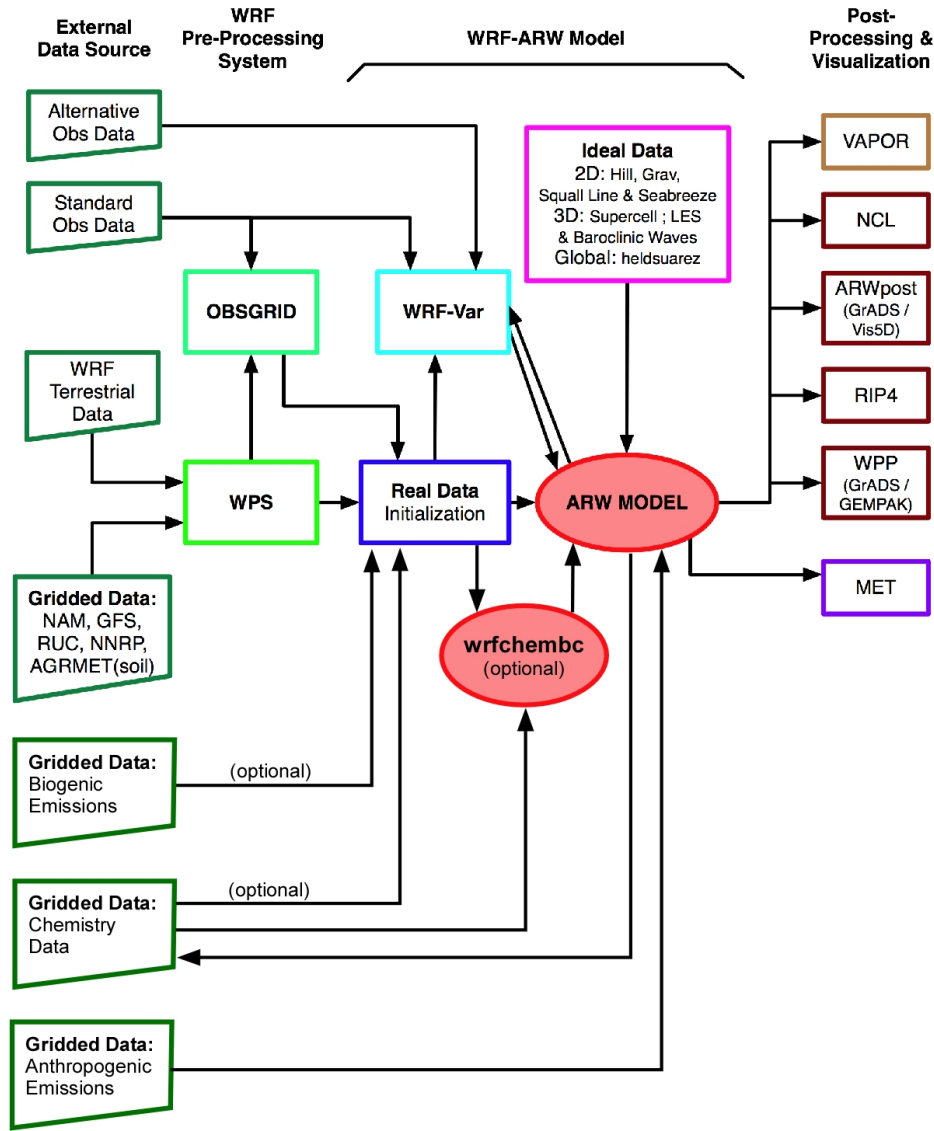 External
Data Source
WRF
Pre-Processing
System
WRF-ARW Model
Post-
Processing &
Visualization
Alternative
Obs Data
Standard
Obs Data
OBSGRID
WRF-Var
Ideal Data
2D: Hill, Grav,
Squall Line & Seabreeze
3D: Supercell ; LES
& Baroclinic Waves
Global: heldsuarez
VAPOR
NCL
ARWpost
(GrADS /
Vis5D)
RIP4
WPP
(GrADS /
GEMPAK)
MET
WRF
Terrestrial
Data
WPS
Real Data
Initialization
ARW MODEL
wrfchembc
(optional)
Gridded Data:
NAM, GFS,
RUC, NNRP,
AGRMET(soil)
Gridded Data:
Biogenic
Emissions
(optional)
Gridded Data:
Chemistry
Data
(optional)
Gridded Data:
Anthropogenic
Emissions